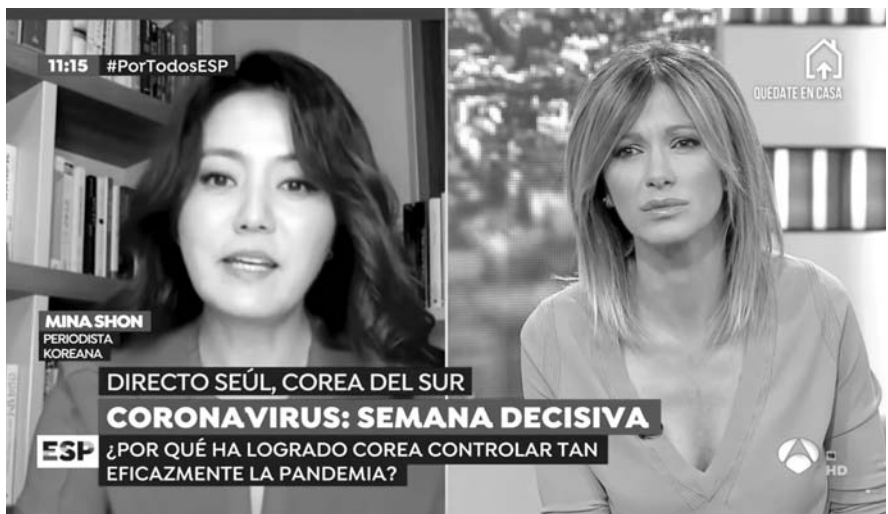 11:15 #PorTodosESP
QUÉDATE EN CASA
MINA SHON
PERIODISTA
KOREANA
DIRECTO SEÚL, COREA DEL SUR
CORONAVIRUS: SEMANA DECISIVA
ESP
¿POR QUÉ HA LOGRADO COREA CONTROLAR TAN
EFICAZMENTE LA PANDEMIA?
HD